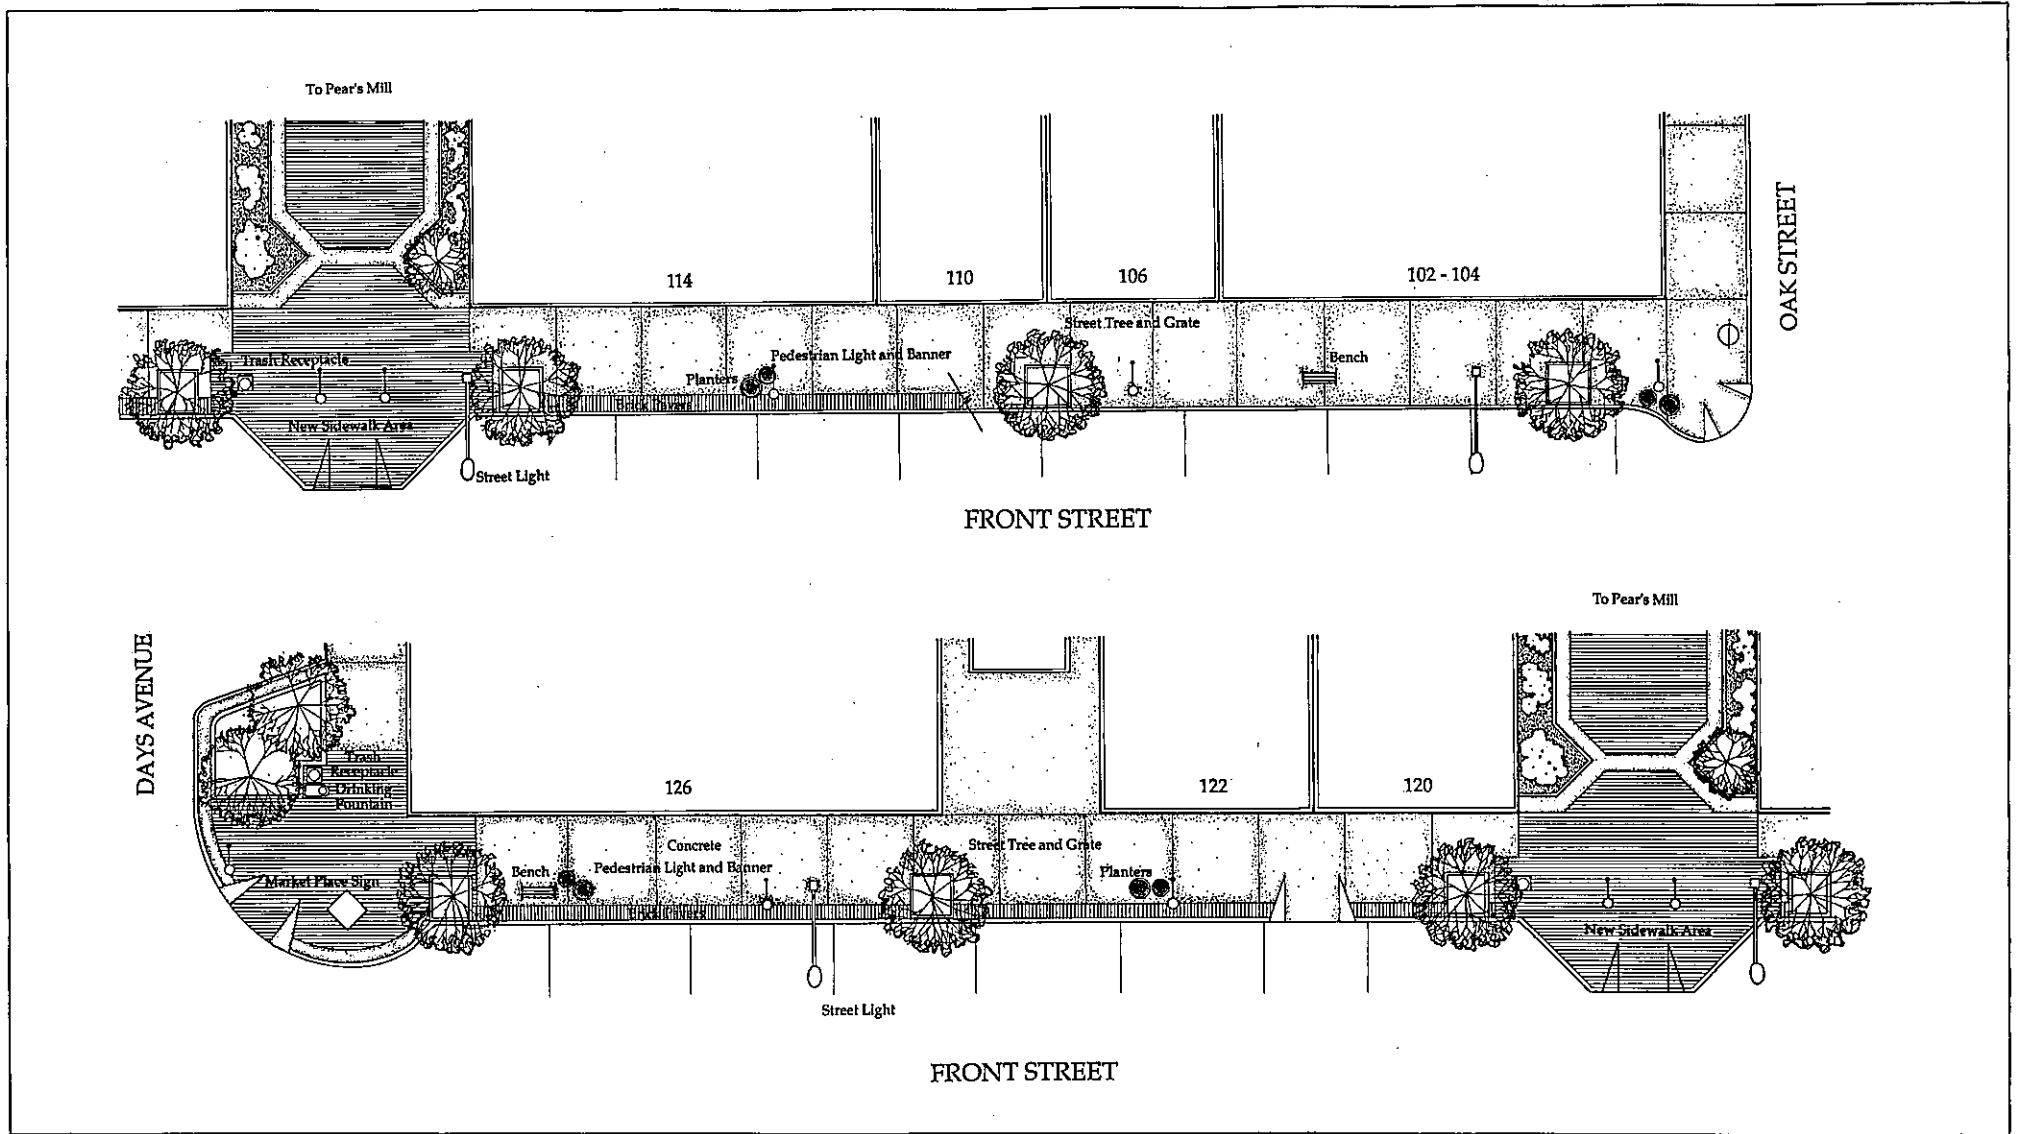 To Pear's Mill
OAK STREET
114
110
106
102 - 104
Street Tree and Grate
Trash Receptacle
Pedestrian Light and Banner
Bench
Planters
Brick Pavers
New Sidewalk Area
Street Light
FRONT STREET
To Pear's Mill
DAYS AVENUE
Trash
Receptacle
Drinking
Fountain
126
122
120
Concrete
Street Tree and Grate
Bench
Pedestrian Light and Banner
Planters
Market Place Sign
Brick Pavers
New Sidewalk Area
Street Light
FRONT STREET